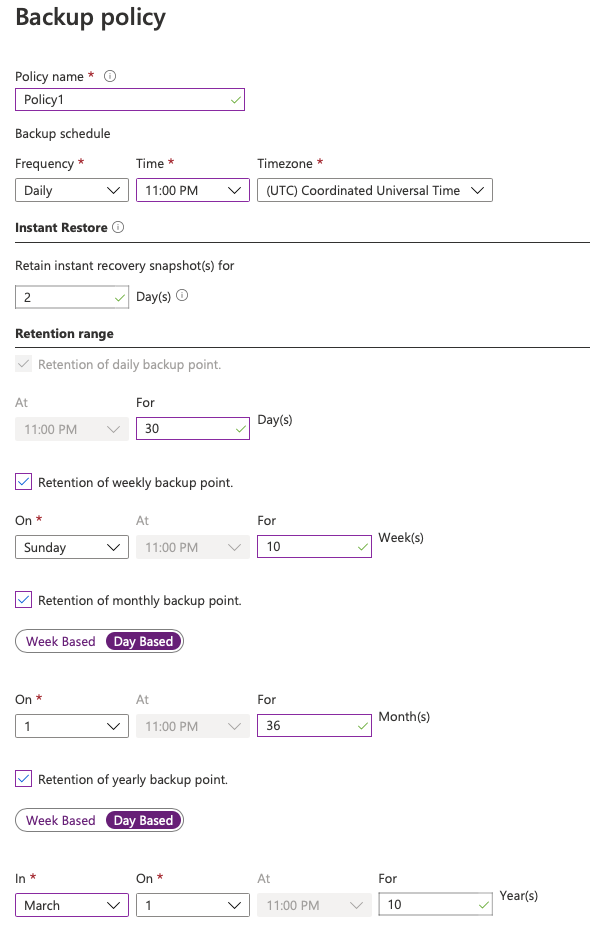 Backup policy
Policy name *
Policy1
Backup schedule
Frequency * Time * Timezone *
Daily 11:00 PM (UTC) Coordinated Universal Time
Instant Restore
Retain instant recovery snapshot(s) for
2 Day(s)
Retention range
Retention of daily backup point.
At For
11:00 PM 30 Day(s)
Retention of weekly backup point.
On * At For
Sunday 11:00 PM 10 Week(s)
Retention of monthly backup point.
Week Based Day Based
On * At For
1 11:00 PM 36 Month(s)
Retention of yearly backup point.
Week Based Day Based
In * On * At For
March 1 11:00 PM 10 Year(s)